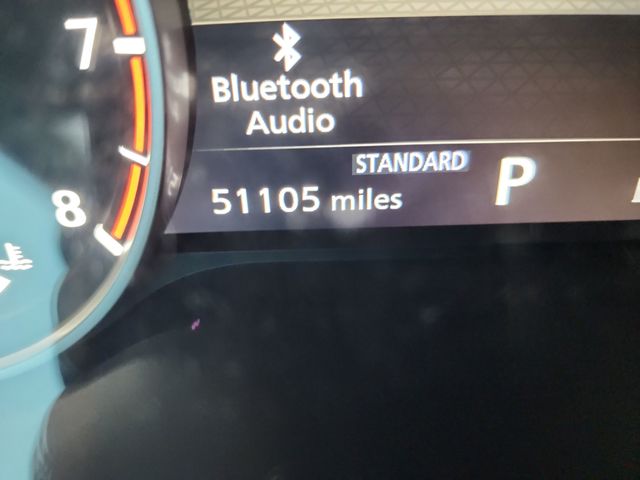 7
Bluetooth
Audio
STANDARD P
51105 miles
8